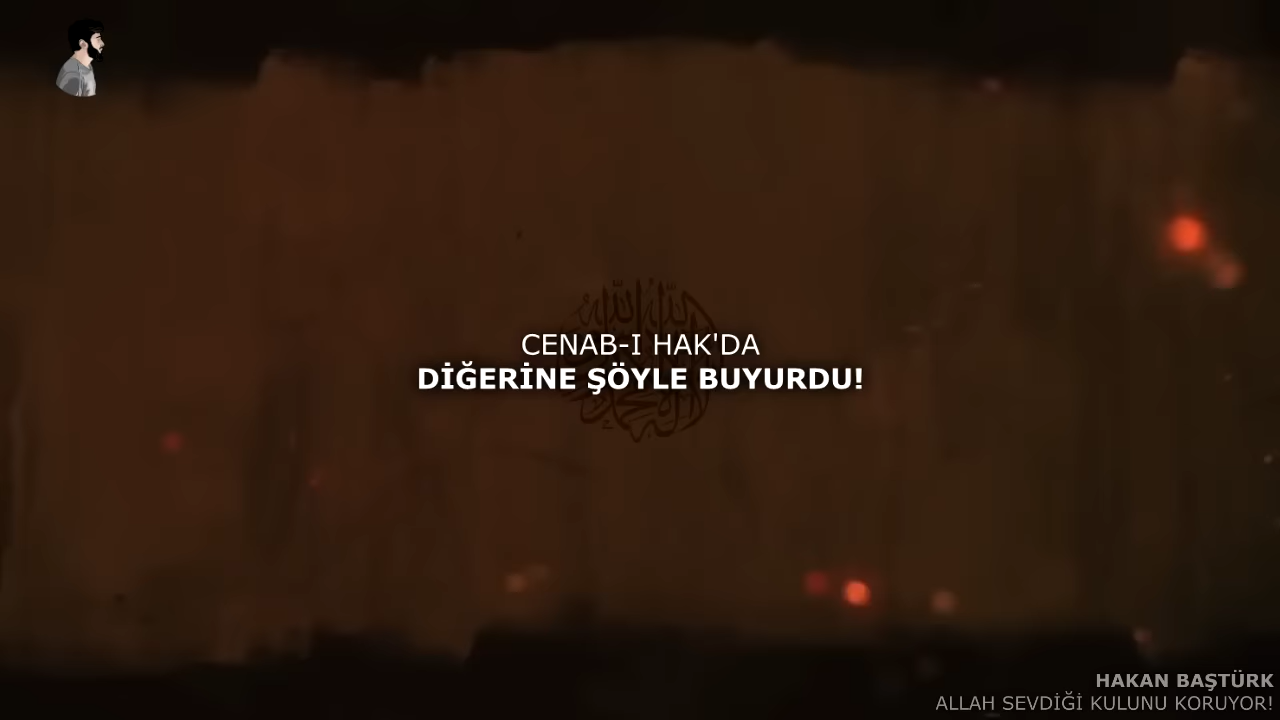 CENAB-I HAK'DA
DİĞERİNE ŞÖYLE BUYURDU!
HAKAN BAŞTÜRK
ALLAH SEVDİĞİ KULUNU KORUYOR!